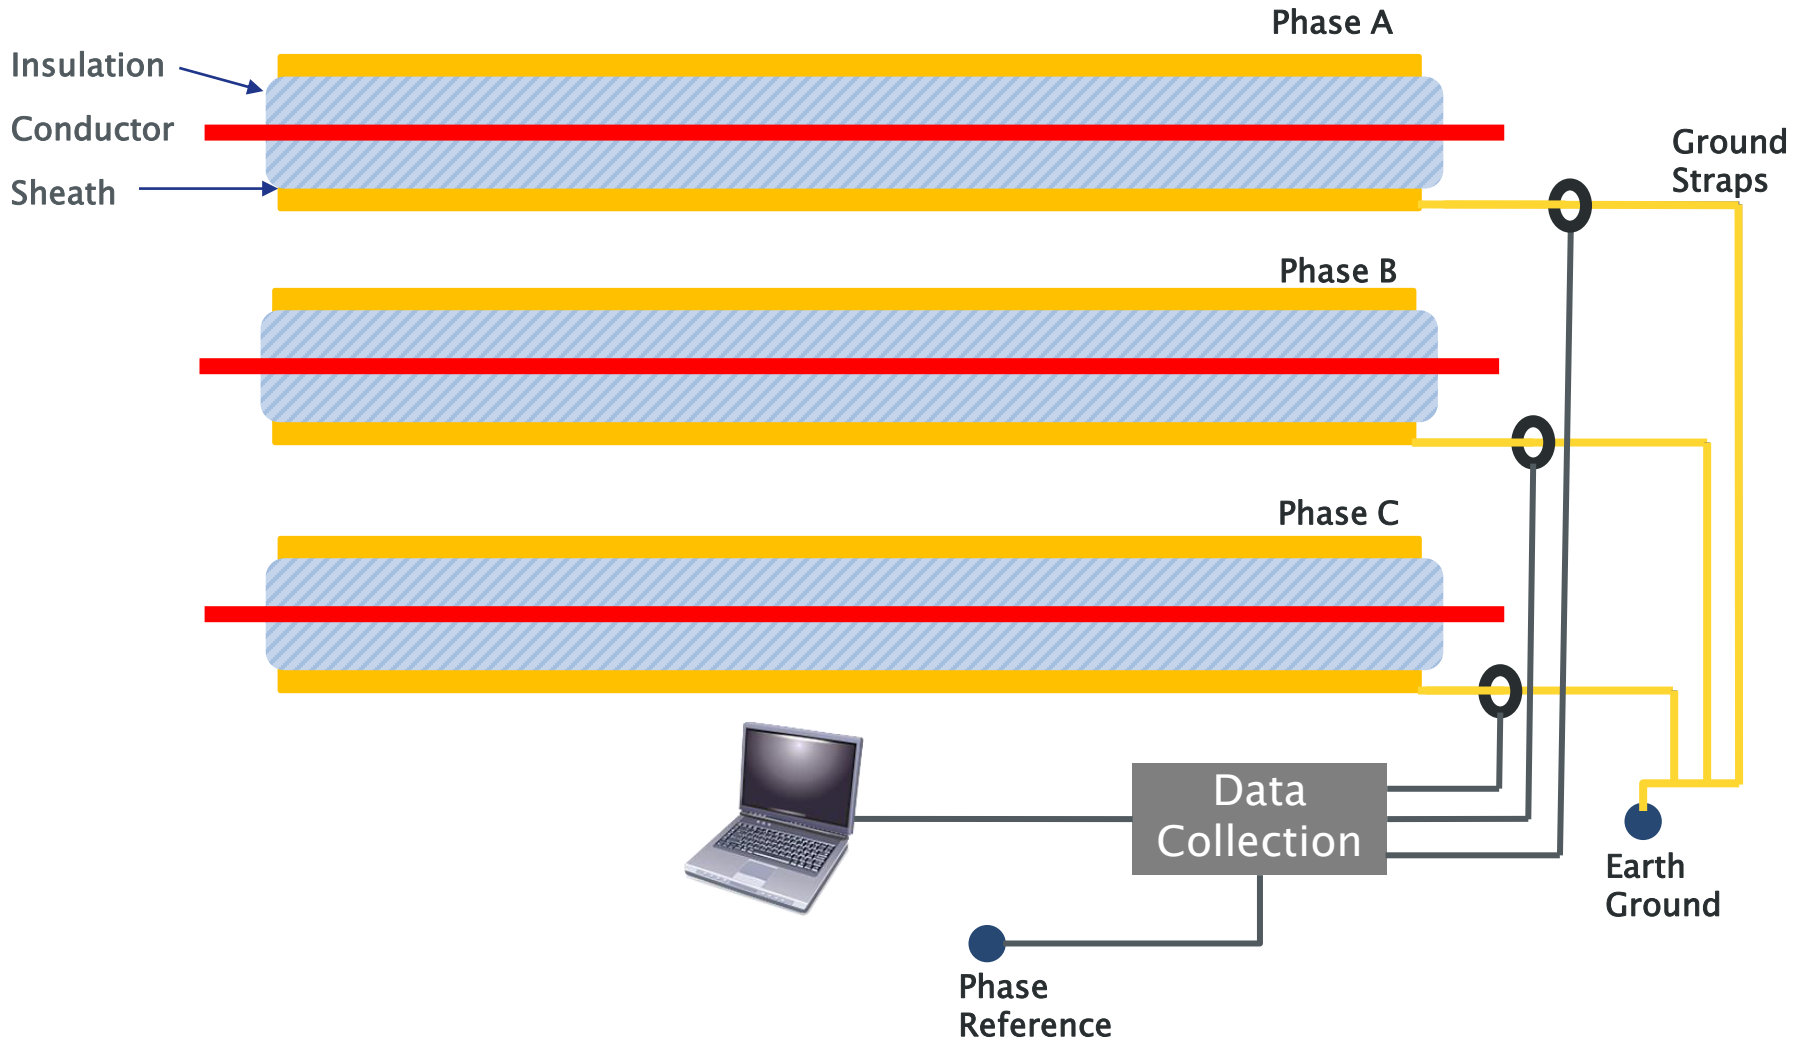 Phase A
Insulation
Conductor
Sheath
Ground
Straps
Phase B
Phase C
Data
Collection
Earth
Ground
Phase
Reference